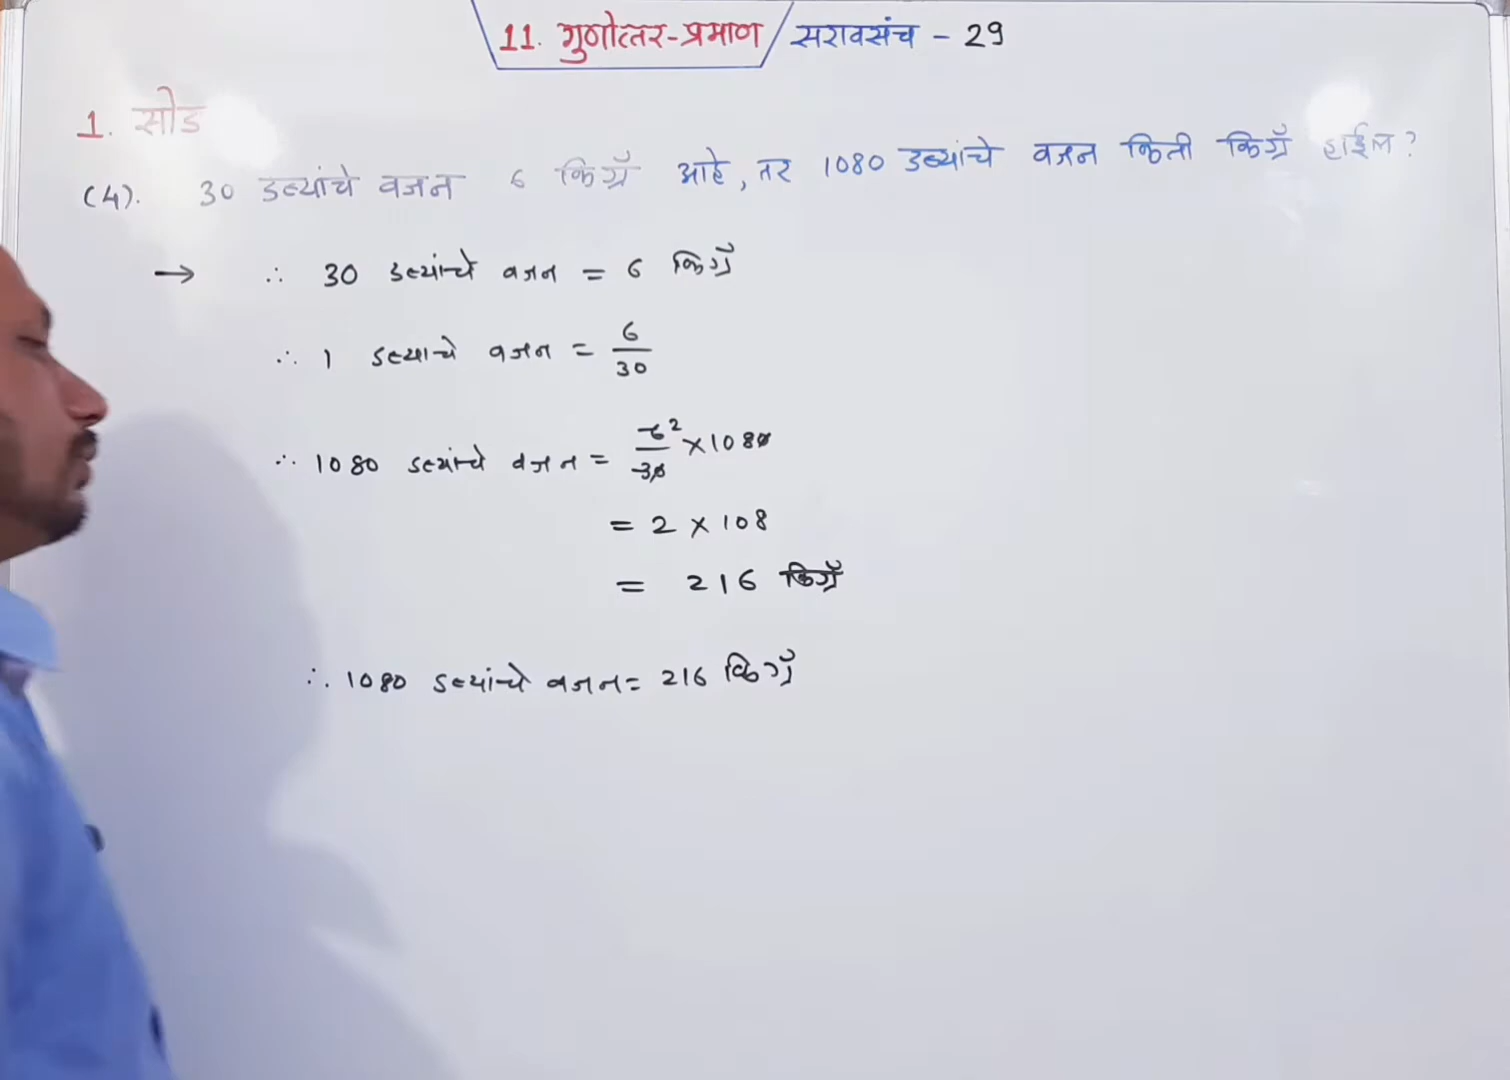 11. गुणोत्तर-प्रमाण / सरावसंच - 29
1. सोड
(4). 30 डब्यांचे वजन 6 किग्रॅ आहे, तर 1080 डब्यांचे वजन किती किग्रॅ होईल?
→ ∴ 30 डब्यांचे वजन = 6 किग्रॅ
∴ 1 डब्याचे वजन = 6/30
∴ 1080 डब्यांचे वजन = 6²/30 × 1080
= 2 × 108
= 216 किग्रॅ
∴ 1080 डब्यांचे वजन = 216 किग्रॅ